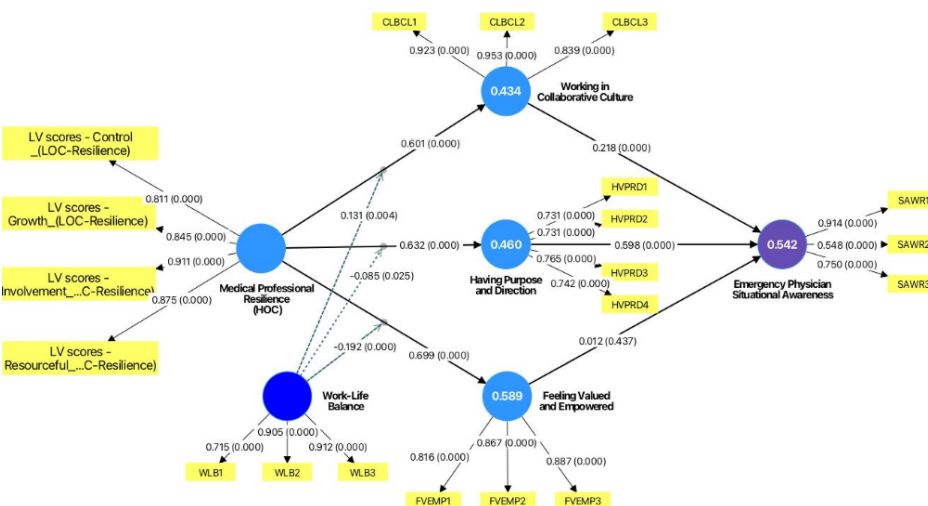 CLBCL1
CLBCL2
CLBCL3
0.923 (0.000)
0.953 (0.000)
0.839 (0.000)
0.434
Working in
Collaborative Culture
LV scores - Control
_(LOC-Resilience)
0.811 (0.000)
LV scores -
Growth_(LOC-Resilience)
0.845 (0.000)
0.911 (0.000)
LV scores -
Involvement_...C-Resilience)
0.875 (0.000)
LV scores -
Resourceful_...C-Resilience)
Medical Professional
Resilience
(HOC)
0.601 (0.000)
0.131 (0.004)
0.632 (0.000)
-0.085 (0.025)
-0.192 (0.000)
0.699 (0.000)
0.218 (0.000)
HVPRD1
0.731 (0.000)
HVPRD2
0.731 (0.000)
0.460
0.598 (0.000)
0.765 (0.000)
HVPRD3
0.742 (0.000)
HVPRD4
Having Purpose
and Direction
0.542
Emergency Physician
Situational Awareness
SAWR1
0.914 (0.000)
SAWR2
0.548 (0.000)
0.750 (0.000)
SAWR3
0.012 (0.437)
Work-Life
Balance
0.905 (0.000)
0.715 (0.000)
0.912 (0.000)
WLB1
WLB2
WLB3
0.589
Feeling Valued
and Empowered
0.816 (0.000)
0.867 (0.000)
0.887 (0.000)
FVEMP1
FVEMP2
FVEMP3